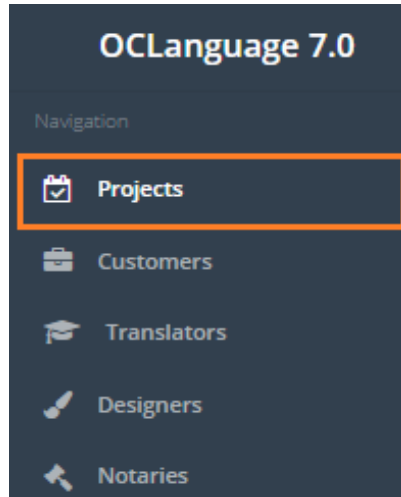 OCLanguage 7.0
Navigation
Projects
Customers
Translators
Designers
Notaries